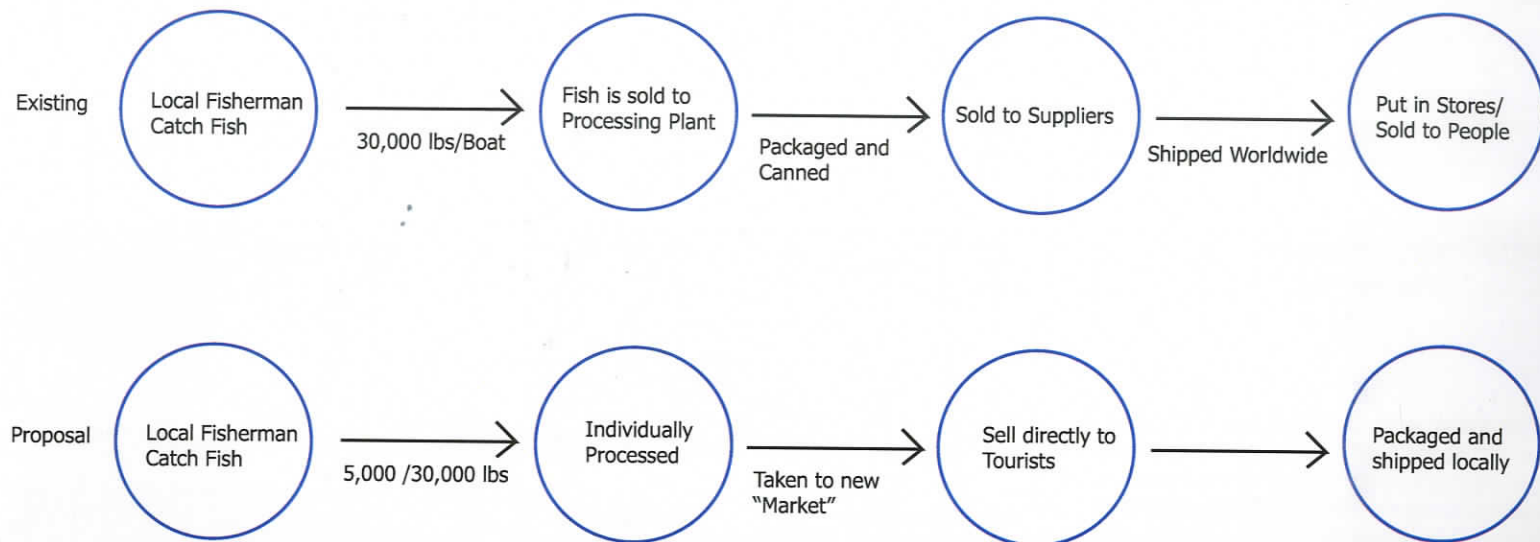 Existing
Local Fisherman
Catch Fish
30,000 lbs/Boat
Fish is sold to
Processing Plant
Packaged and
Canned
Sold to Suppliers
Shipped Worldwide
Put in Stores/
Sold to People
Proposal
Local Fisherman
Catch Fish
5,000 /30,000 lbs
Individually
Processed
Taken to new
“Market”
Sell directly to
Tourists
Packaged and
shipped locally